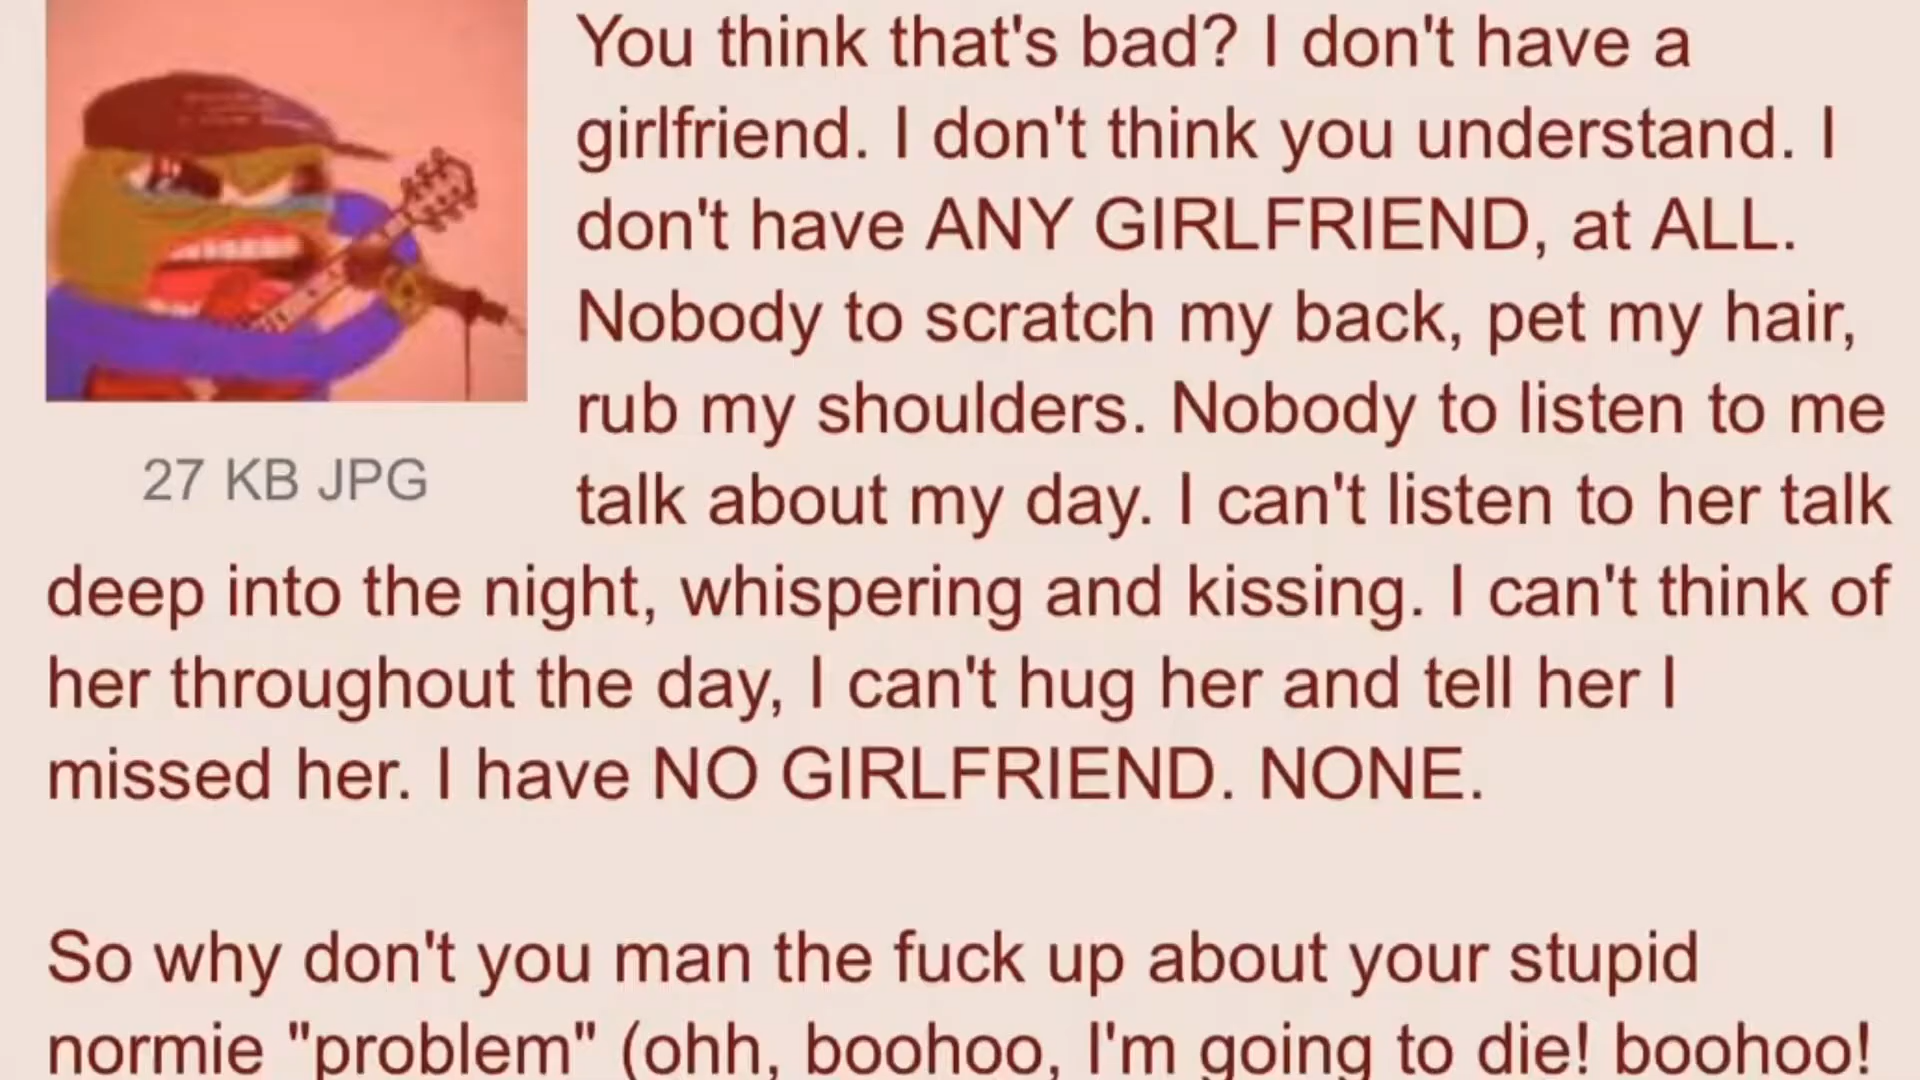 You think that's bad? I don't have a
girlfriend. I don't think you understand. I
don't have ANY GIRLFRIEND, at ALL.
Nobody to scratch my back, pet my hair,
rub my shoulders. Nobody to listen to me
talk about my day. I can't listen to her talk
27 KB JPG
deep into the night, whispering and kissing. I can't think of
her throughout the day, I can't hug her and tell her I
missed her. I have NO GIRLFRIEND. NONE.
So why don't you man the fuck up about your stupid
normie "problem" (ohh, boohoo, I'm going to die! boohoo!